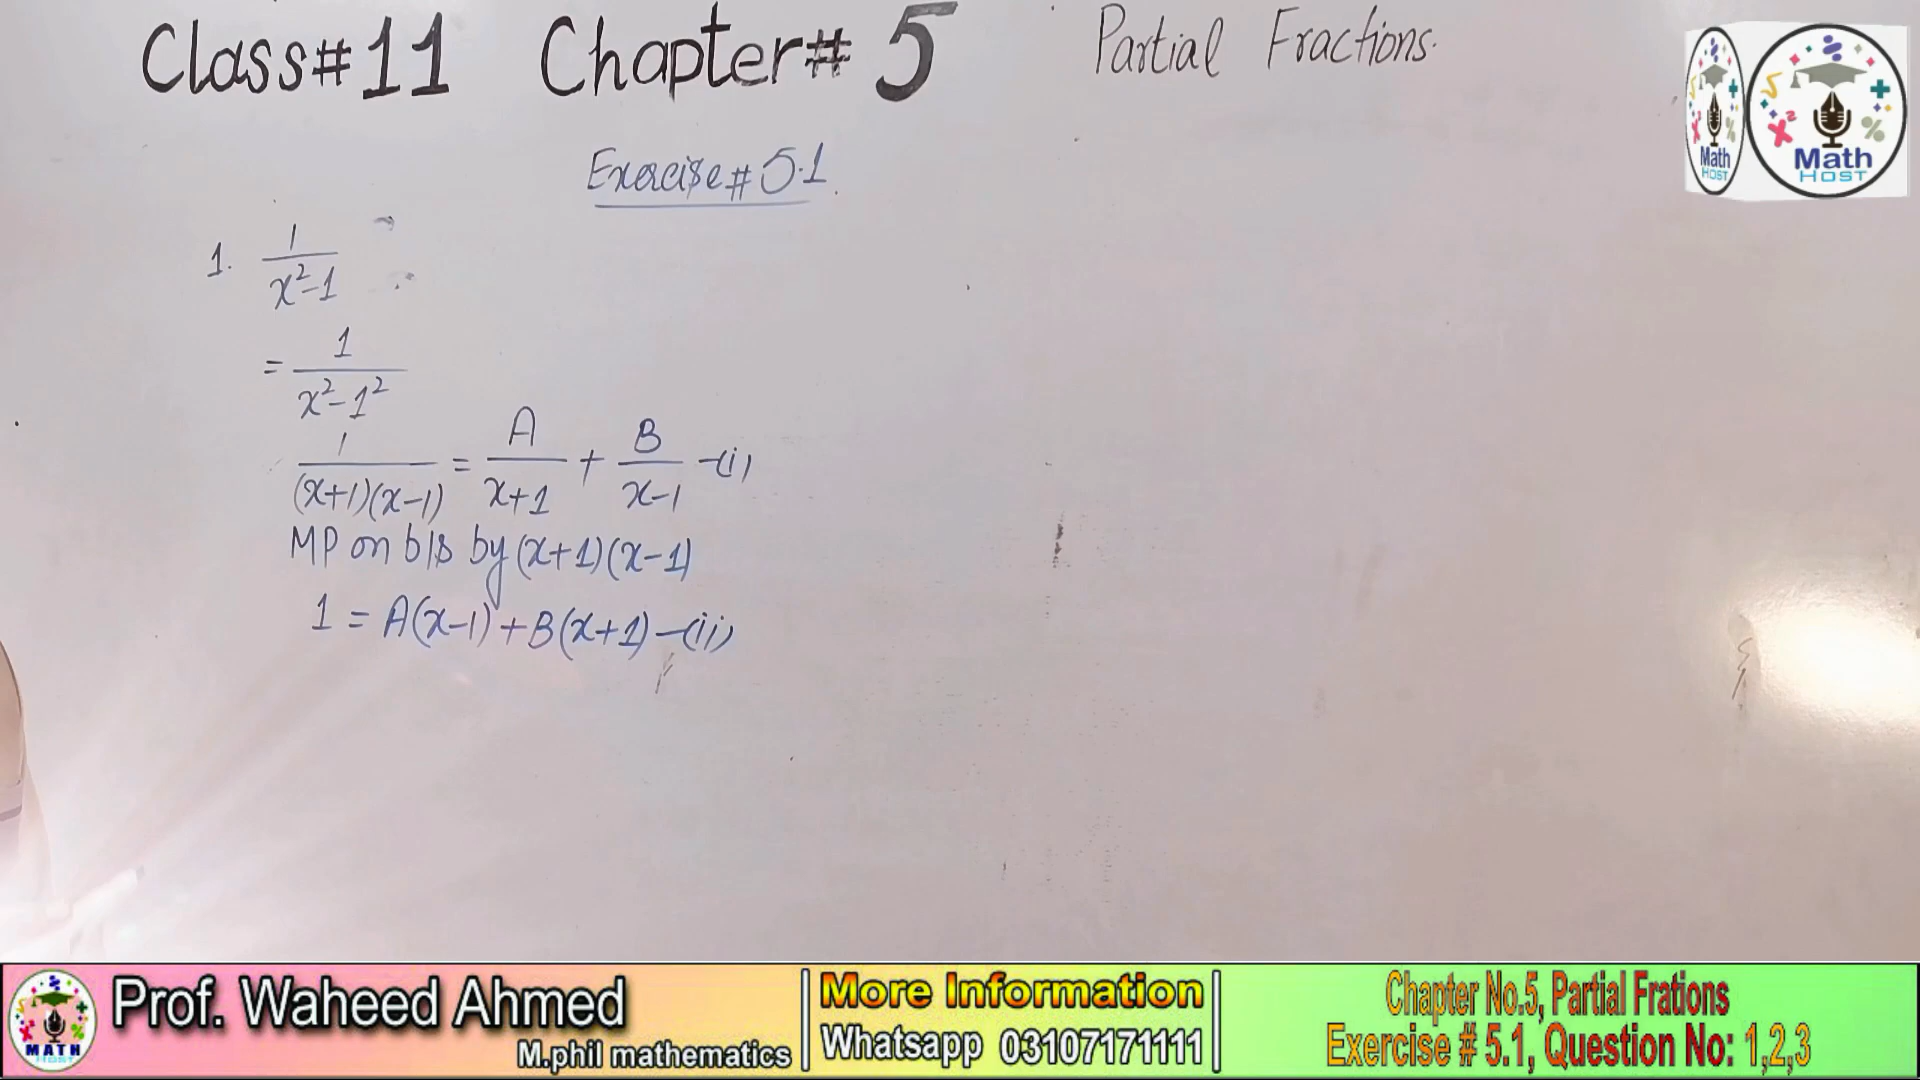 Class#11 Chapter# 5 Partial Fractions.
Exercise# 5.1
1. 1/(x²-1)
= 1/(x²-1²)
1/((x+1)(x-1)) = A/(x+1) + B/(x-1) -(i)
MP on b/s by (x+1)(x-1)
1 = A(x-1)+B(x+1) -(ii)
Math
HOST
Math
HOST
MATH
HOST
Prof. Waheed Ahmed
M.phil mathematics
More Information
Whatsapp 03107171111
Chapter No.5, Partial Frations
Exercise # 5.1, Question No: 1,2,3